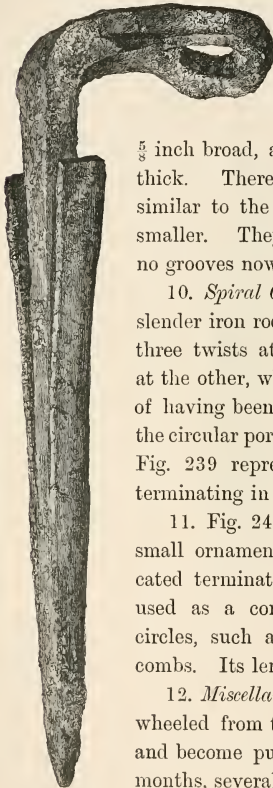 ⅝ inch broad, a
thick. There
similar to the
smaller. The
no grooves now
10. Spiral
slender iron roo
three twists at
at the other, w
of having been
the circular por
Fig. 239 repre
terminating in
11. Fig. 24
small ornamen
cated terminat
used as a con
circles, such a
combs. Its len
12. Miscella
wheeled from t
and become pu
months, several